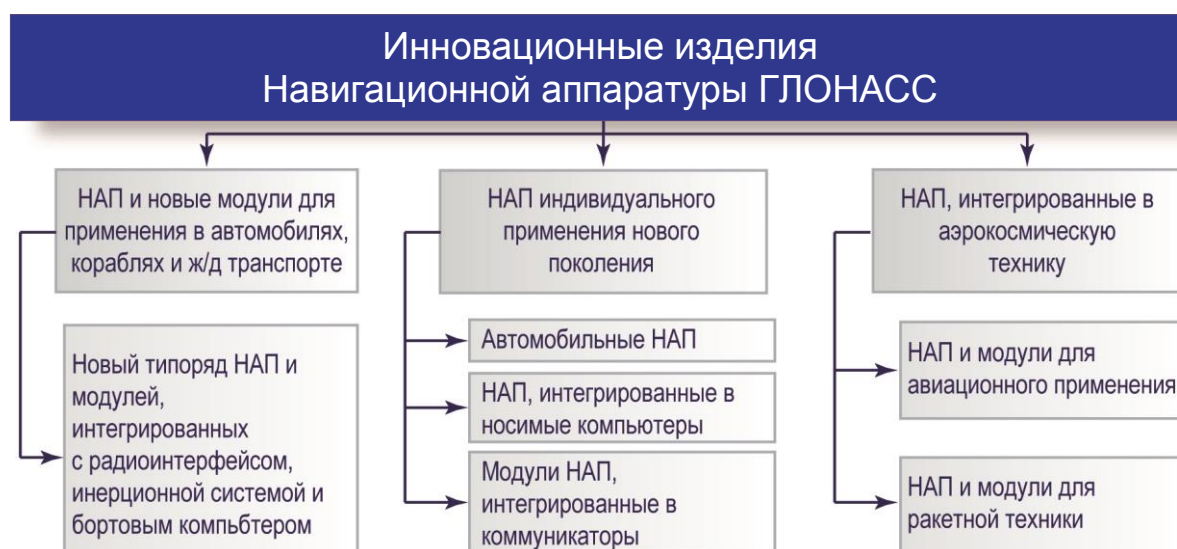 Инновационные изделия
Навигационной аппаратуры ГЛОНАСС
НАП и новые модули для
применения в автомобилях,
кораблях и ж/д транспорте
Новый типоряд НАП и
модулей,
интегрированных
с радиоинтерфейсом,
инерционной системой и
бортовым компьбтером
НАП индивидуального
применения нового
поколения
Автомобильные НАП
НАП, интегрированные в
носимые компьютеры
Модули НАП,
интегрированные в
коммуникаторы
НАП, интегрированные в
аэрокосмическую
технику
НАП и модули для
авиационного применения
НАП и модули для
ракетной техники